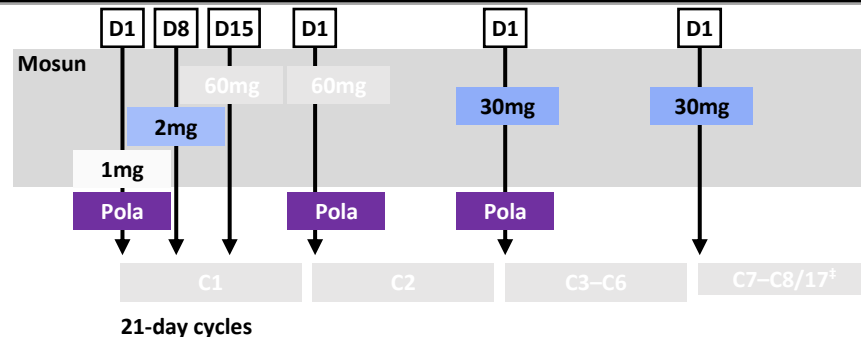 D1 D8 D15 D1 D1 D1
Mosun
60mg 60mg
30mg 30mg
2mg
1mg
Pola Pola Pola
C1 C2 C3–C6 C7–C8/17‡
21-day cycles